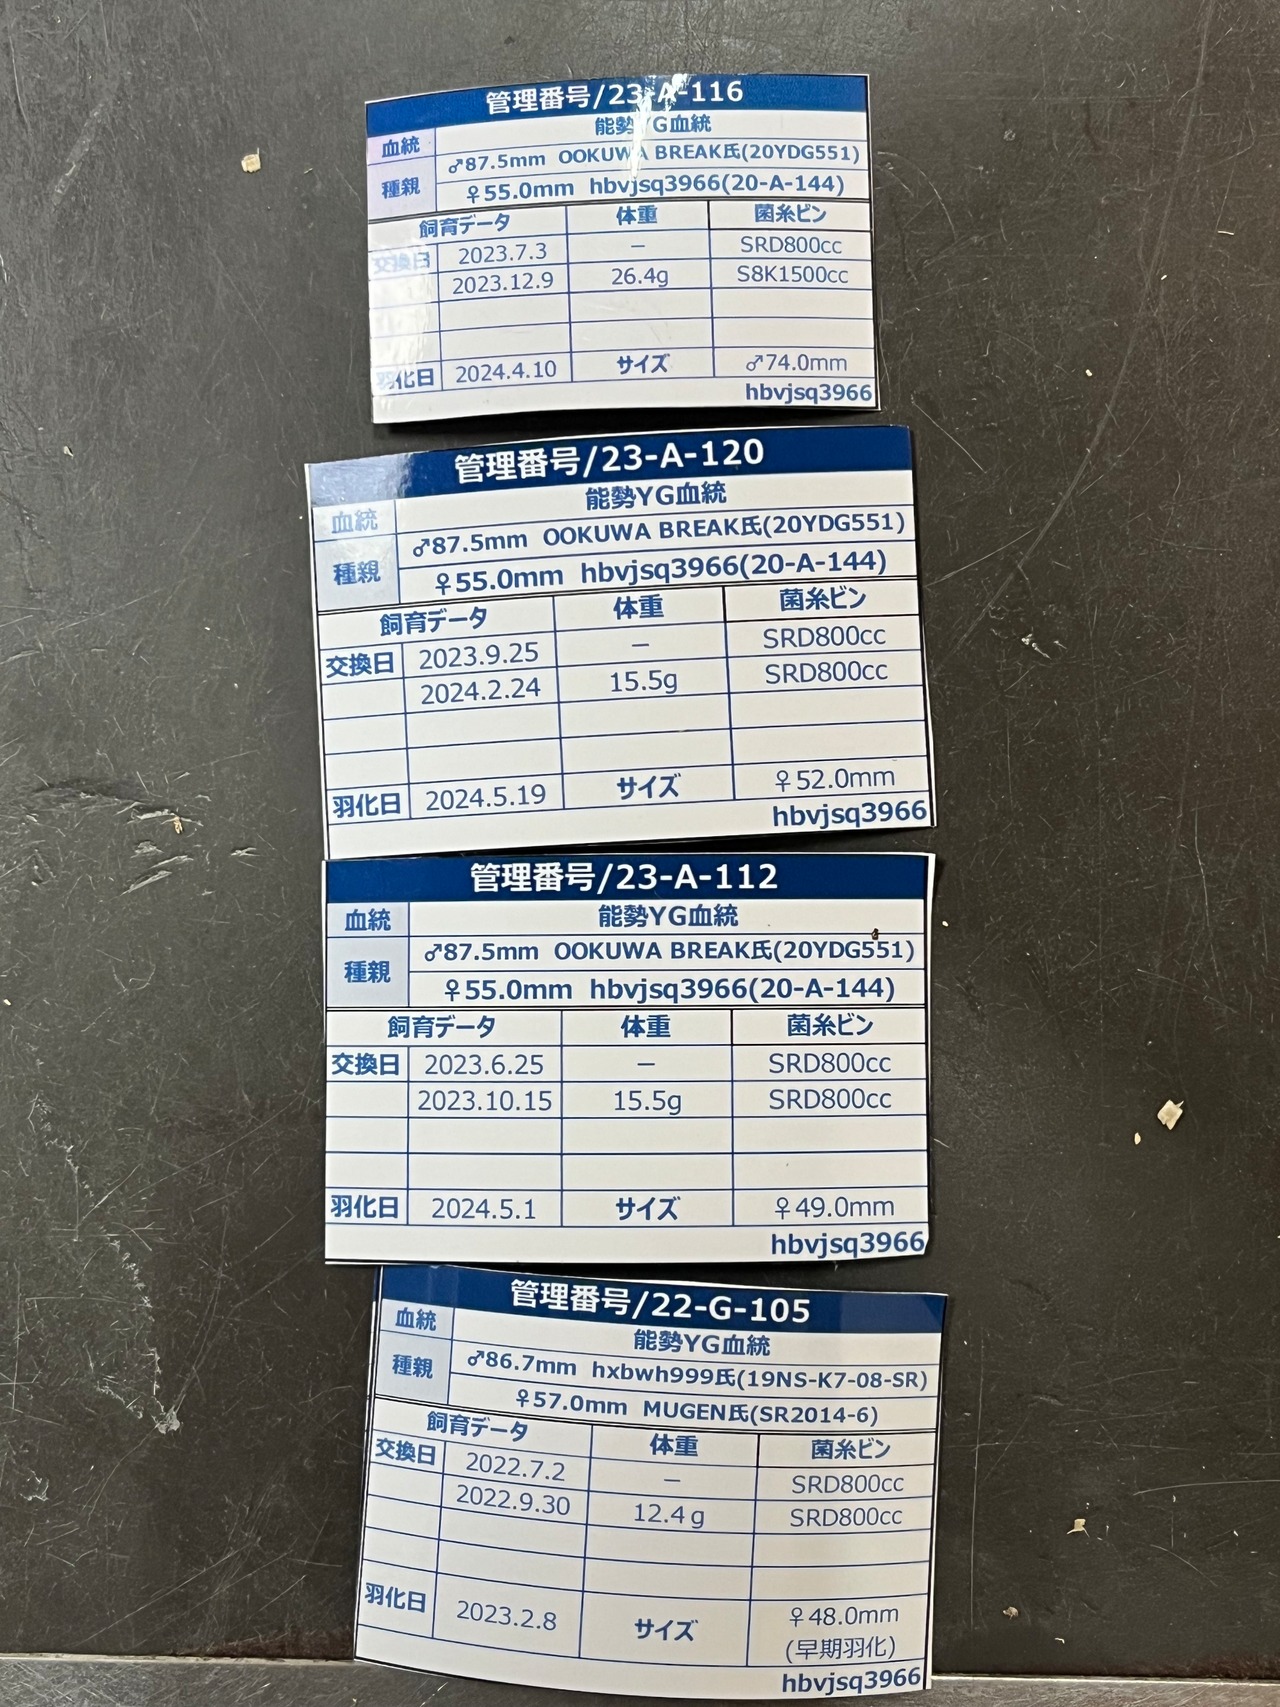 管理番号/23-A-116
血統 能勢YG血統
種親 ♂87.5mm OOKUWA BREAK氏(20YDG551)
♀55.0mm hbvjsq3966(20-A-144)
飼育データ 体重 菌糸ビン
交換日 2023.7.3 − SRD800cc
2023.12.9 26.4g S8K1500cc
羽化日 2024.4.10 サイズ ♂74.0mm
hbvjsq3966
管理番号/23-A-120
血統 能勢YG血統
種親 ♂87.5mm OOKUWA BREAK氏(20YDG551)
♀55.0mm hbvjsq3966(20-A-144)
飼育データ 体重 菌糸ビン
交換日 2023.9.25 − SRD800cc
2024.2.24 15.5g SRD800cc
羽化日 2024.5.19 サイズ ♀52.0mm
hbvjsq3966
管理番号/23-A-112
血統 能勢YG血統
種親 ♂87.5mm OOKUWA BREAK氏(20YDG551)
♀55.0mm hbvjsq3966(20-A-144)
飼育データ 体重 菌糸ビン
交換日 2023.6.25 − SRD800cc
2023.10.15 15.5g SRD800cc
羽化日 2024.5.1 サイズ ♀49.0mm
hbvjsq3966
管理番号/22-G-105
血統 能勢YG血統
種親 ♂86.7mm hxbwh999氏(19NS-K7-08-SR)
♀57.0mm MUGEN氏(SR2014-6)
飼育データ 体重 菌糸ビン
交換日 2022.7.2 − SRD800cc
2022.9.30 12.4g SRD800cc
羽化日 2023.2.8 サイズ ♀48.0mm
(早期羽化)
hbvjsq3966